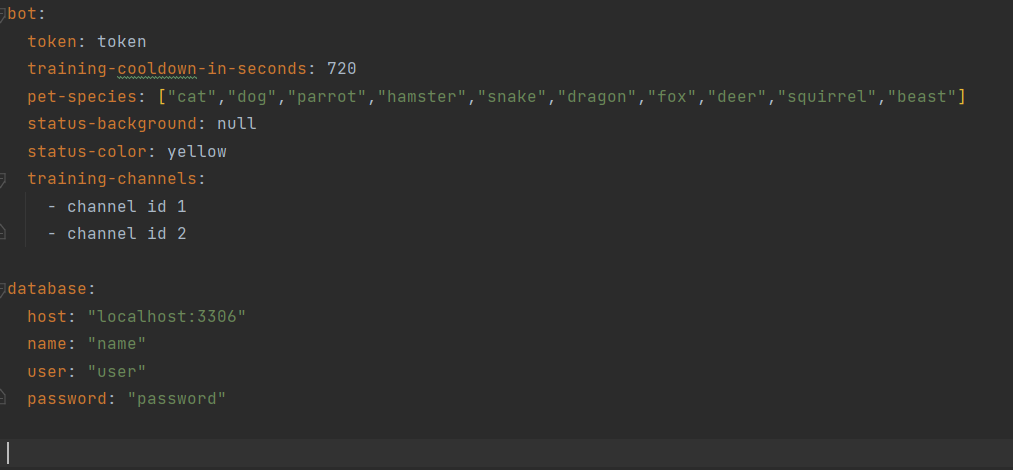 bot:
  token: token
  training-cooldown-in-seconds: 720
  pet-species: ["cat","dog","parrot","hamster","snake","dragon","fox","deer","squirrel","beast"]
  status-background: null
  status-color: yellow
  training-channels:
    - channel id 1
    - channel id 2
database:
  host: "localhost:3306"
  name: "name"
  user: "user"
  password: "password"